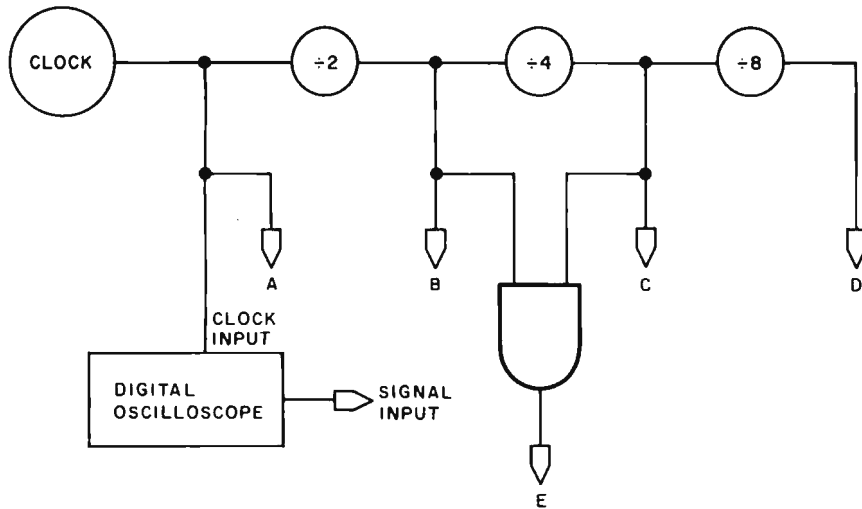 CLOCK
÷2
÷4
÷8
A
B
C
D
CLOCK
INPUT
DIGITAL
OSCILLOSCOPE
SIGNAL
INPUT
E